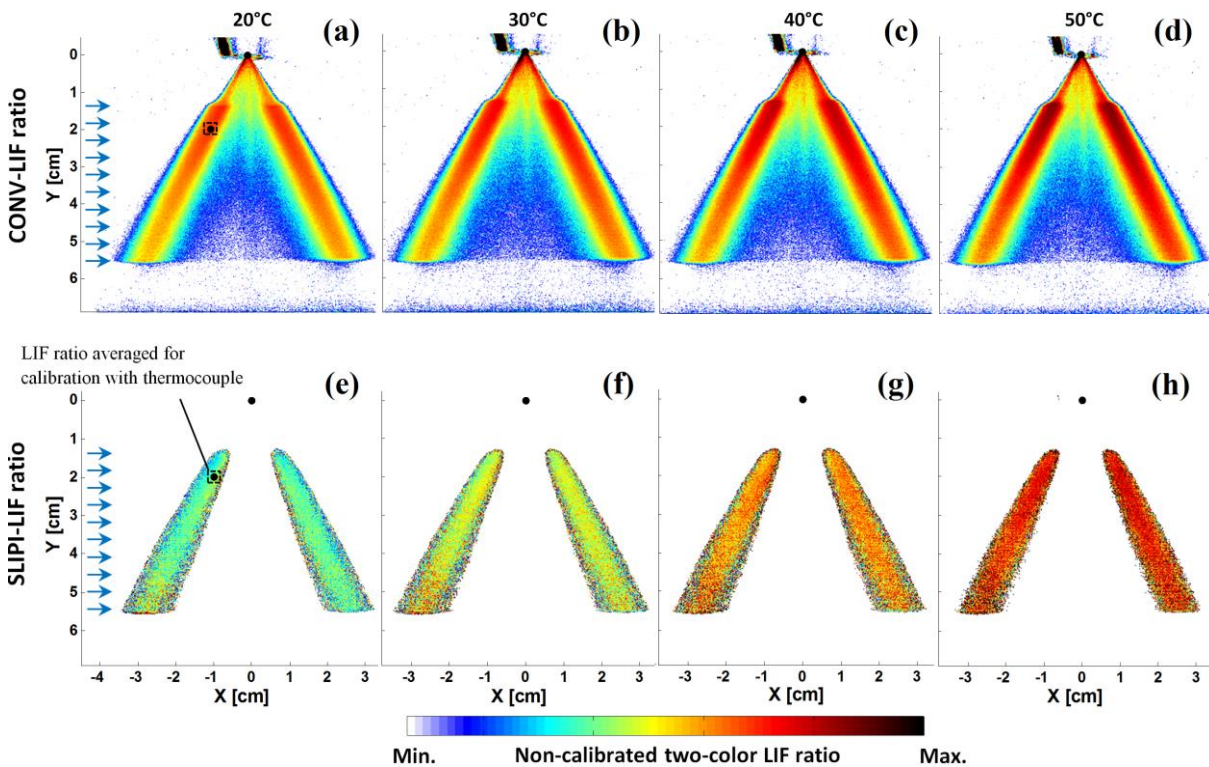 20°C
30°C
40°C
50°C
(a)
(b)
(c)
(d)
CONV-LIF ratio
Y [cm]
0
1
2
3
4
5
6
LIF ratio averaged for
calibration with thermocouple
(e)
(f)
(g)
(h)
SLIPI-LIF ratio
Y [cm]
0
1
2
3
4
5
6
-4 -3 -2 -1 0 1 2 3
-3 -2 -1 0 1 2 3
-3 -2 -1 0 1 2 3
-3 -2 -1 0 1 2 3
X [cm]
X [cm]
X [cm]
X [cm]
Min. Non-calibrated two-color LIF ratio Max.